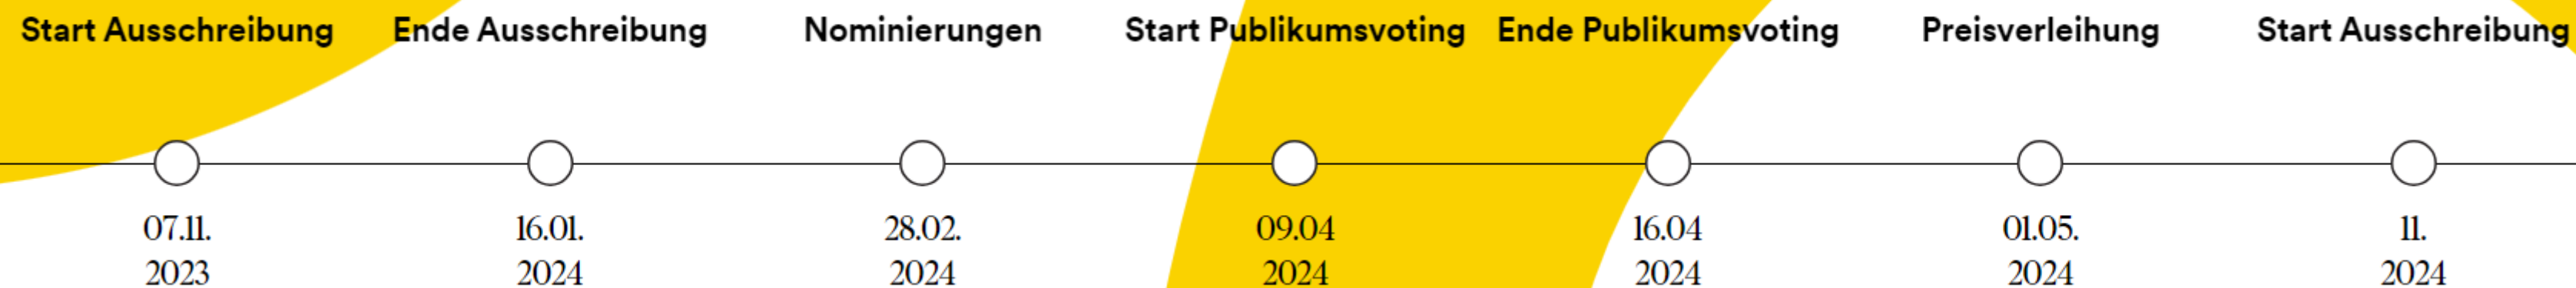 Start Ausschreibung Ende Ausschreibung Nominierungen Start Publikumsvoting Ende Publikumsvoting Preisverleihung Start Ausschreibung
07.11. 16.01. 28.02. 09.04 16.04 01.05. 11.
2023 2024 2024 2024 2024 2024 2024